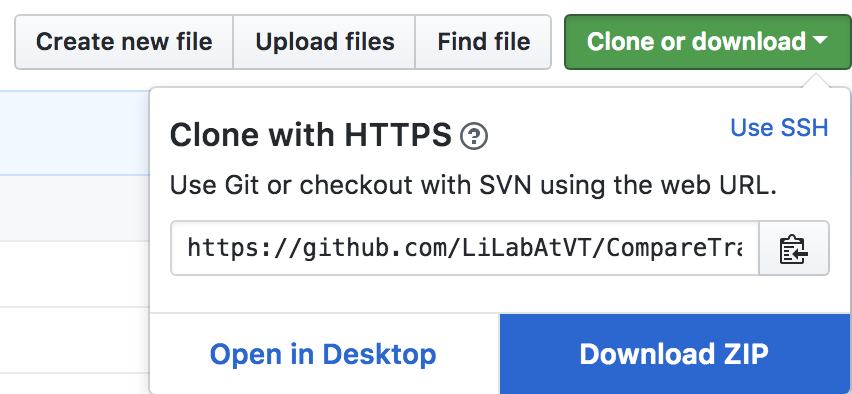 Create new file Upload files Find file Clone or download
Clone with HTTPS ?
Use SSH
Use Git or checkout with SVN using the web URL.
https://github.com/LiLabAtVT/CompareTra
Open in Desktop Download ZIP